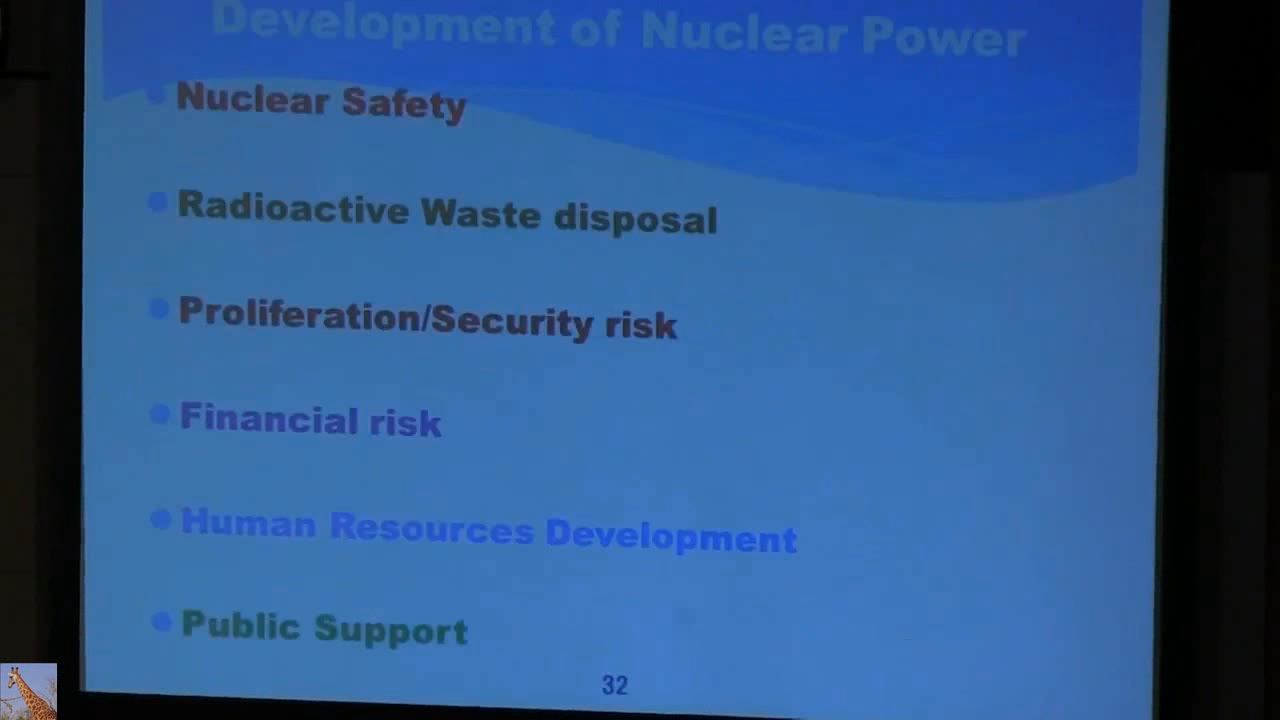 Development of Nuclear Power
Nuclear Safety
Radioactive Waste disposal
Proliferation/Security risk
Financial risk
Human Resources Development
Public Support
32